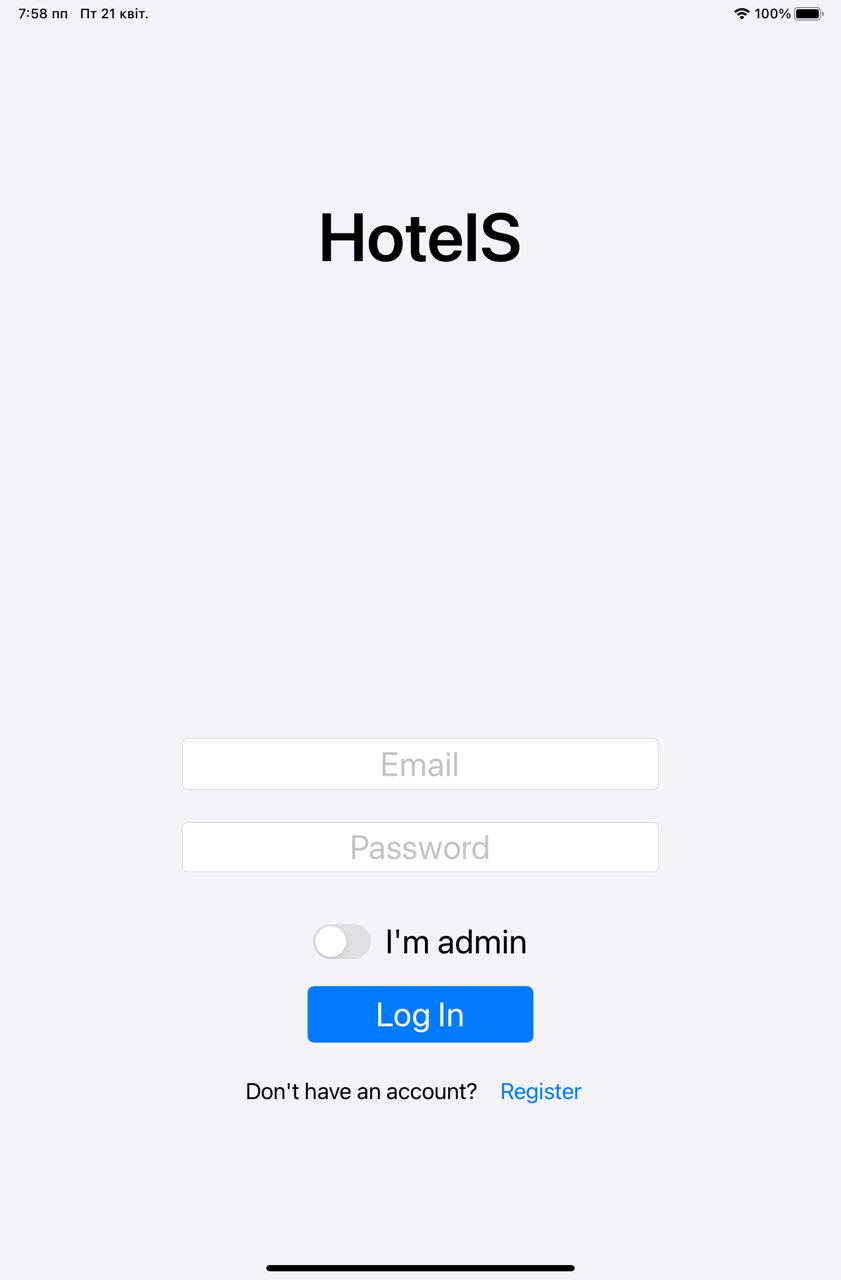 7:58 пп Пт 21 квіт. 100%
HotelS
Email
Password
I'm admin
Log In
Don't have an account? Register